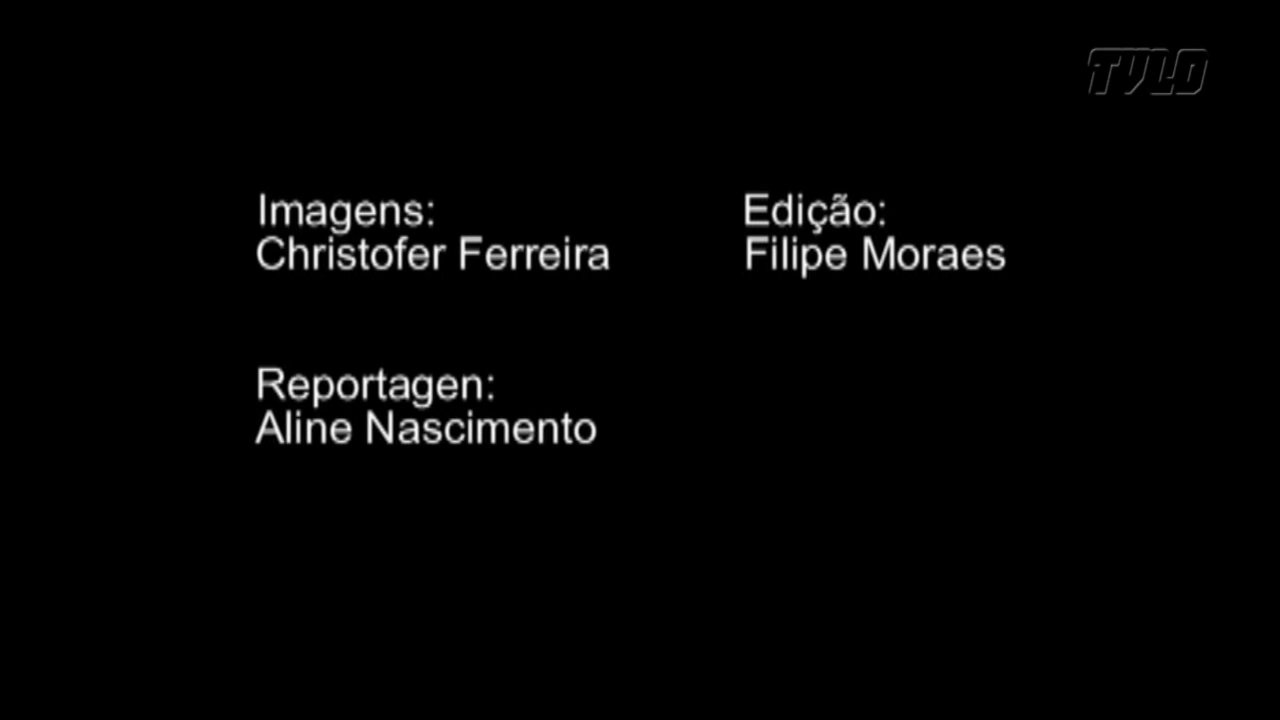 TVLD
Imagens:
Christofer Ferreira
Edição:
Filipe Moraes
Reportagen:
Aline Nascimento